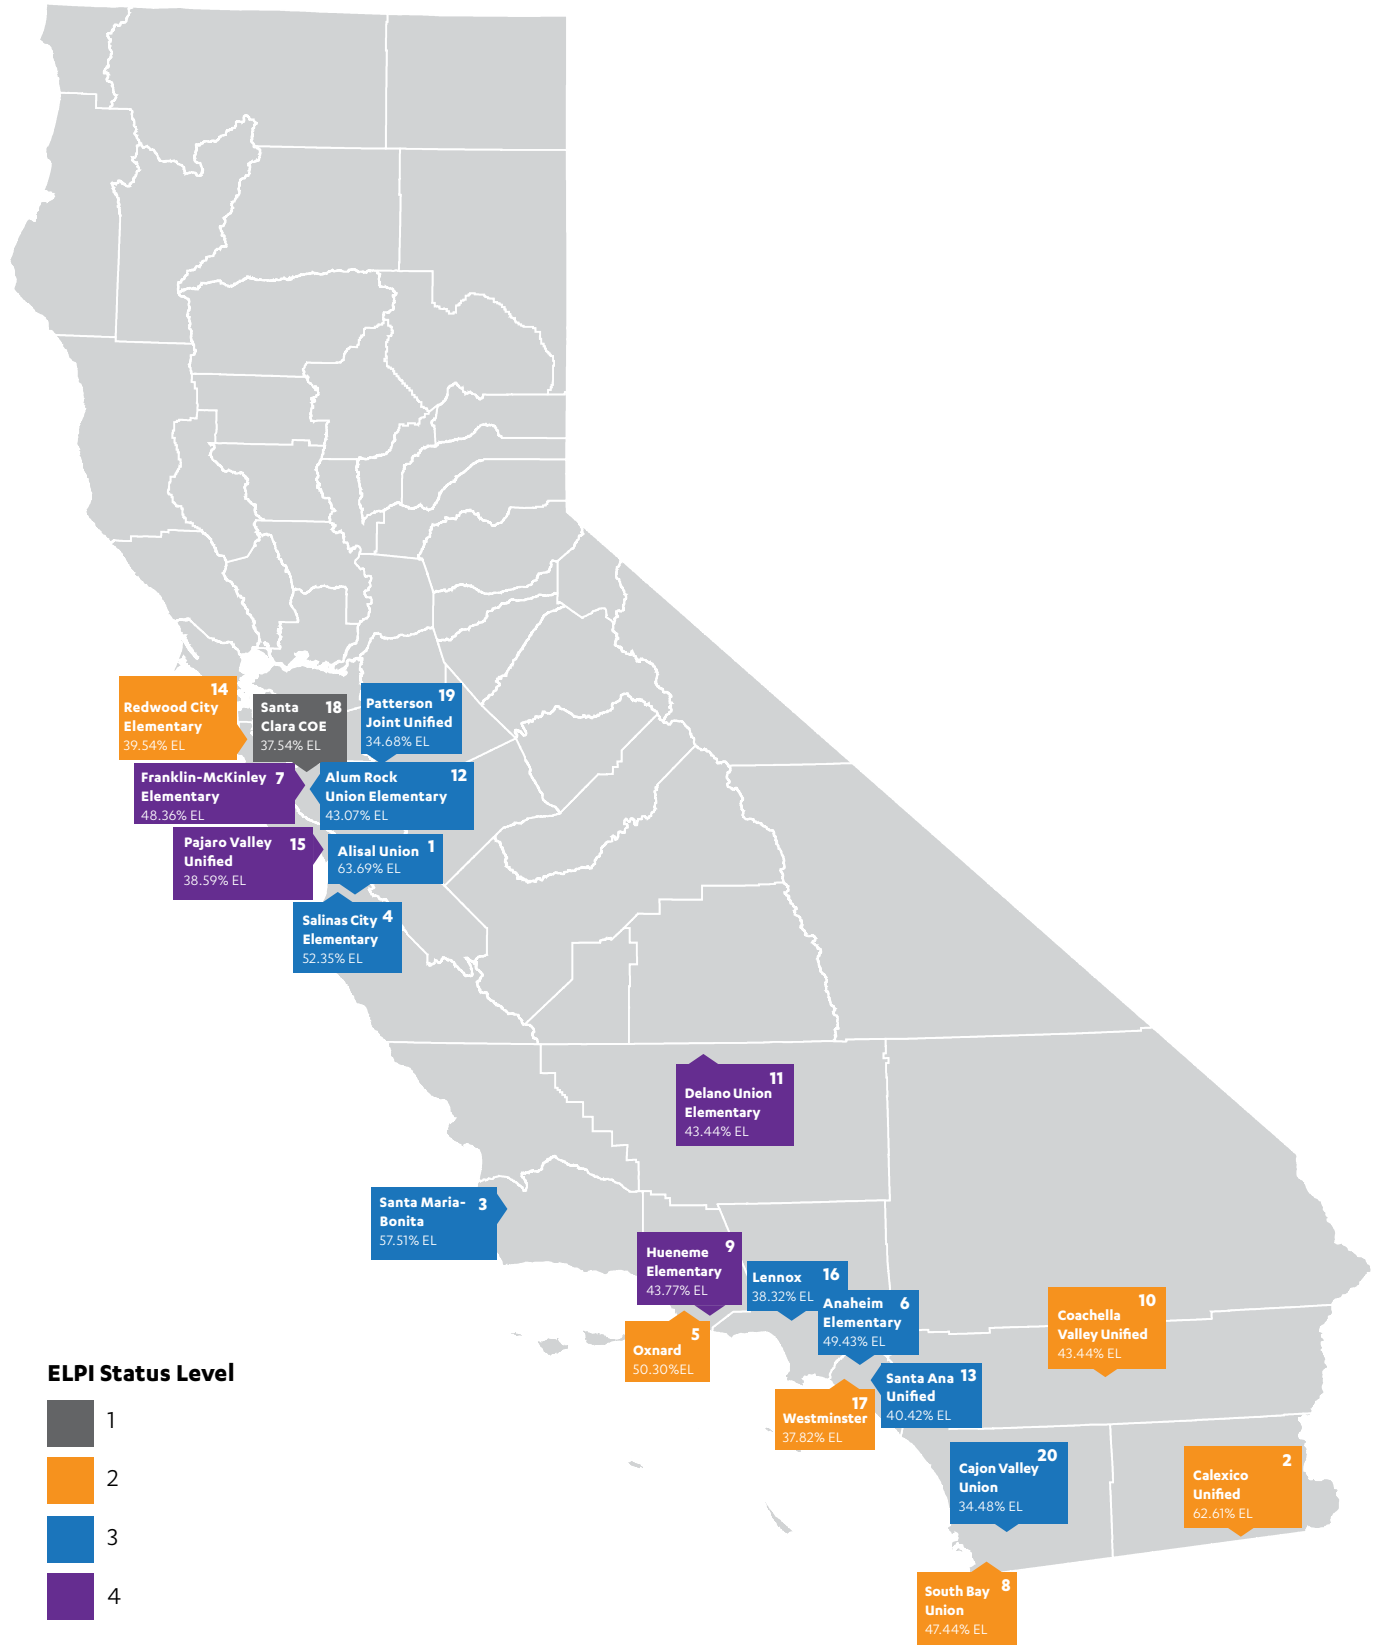 14
Redwood City
Elementary
39.54% EL
18
Santa
Clara COE
37.54% EL
19
Patterson
Joint Unified
34.68% EL
Franklin-McKinley 7
Elementary
48.36% EL
Alum Rock 12
Union Elementary
43.07% EL
Pajaro Valley 15
Unified
38.59% EL
Alisal Union 1
63.69% EL
Salinas City 4
Elementary
52.35% EL
11
Delano Union
Elementary
43.44% EL
Santa Maria- 3
Bonita
57.51% EL
9
Hueneme
Elementary
43.77% EL
Lennox 16
38.32% EL
Anaheim 6
Elementary
49.43% EL
10
Coachella
Valley Unified
43.44% EL
5
Oxnard
50.30%EL
Santa Ana 13
Unified
40.42% EL
17
Westminster
37.82% EL
20
Cajon Valley
Union
34.48% EL
2
Calexico
Unified
62.61% EL
South Bay 8
Union
47.44% EL
ELPI Status Level
1
2
3
4